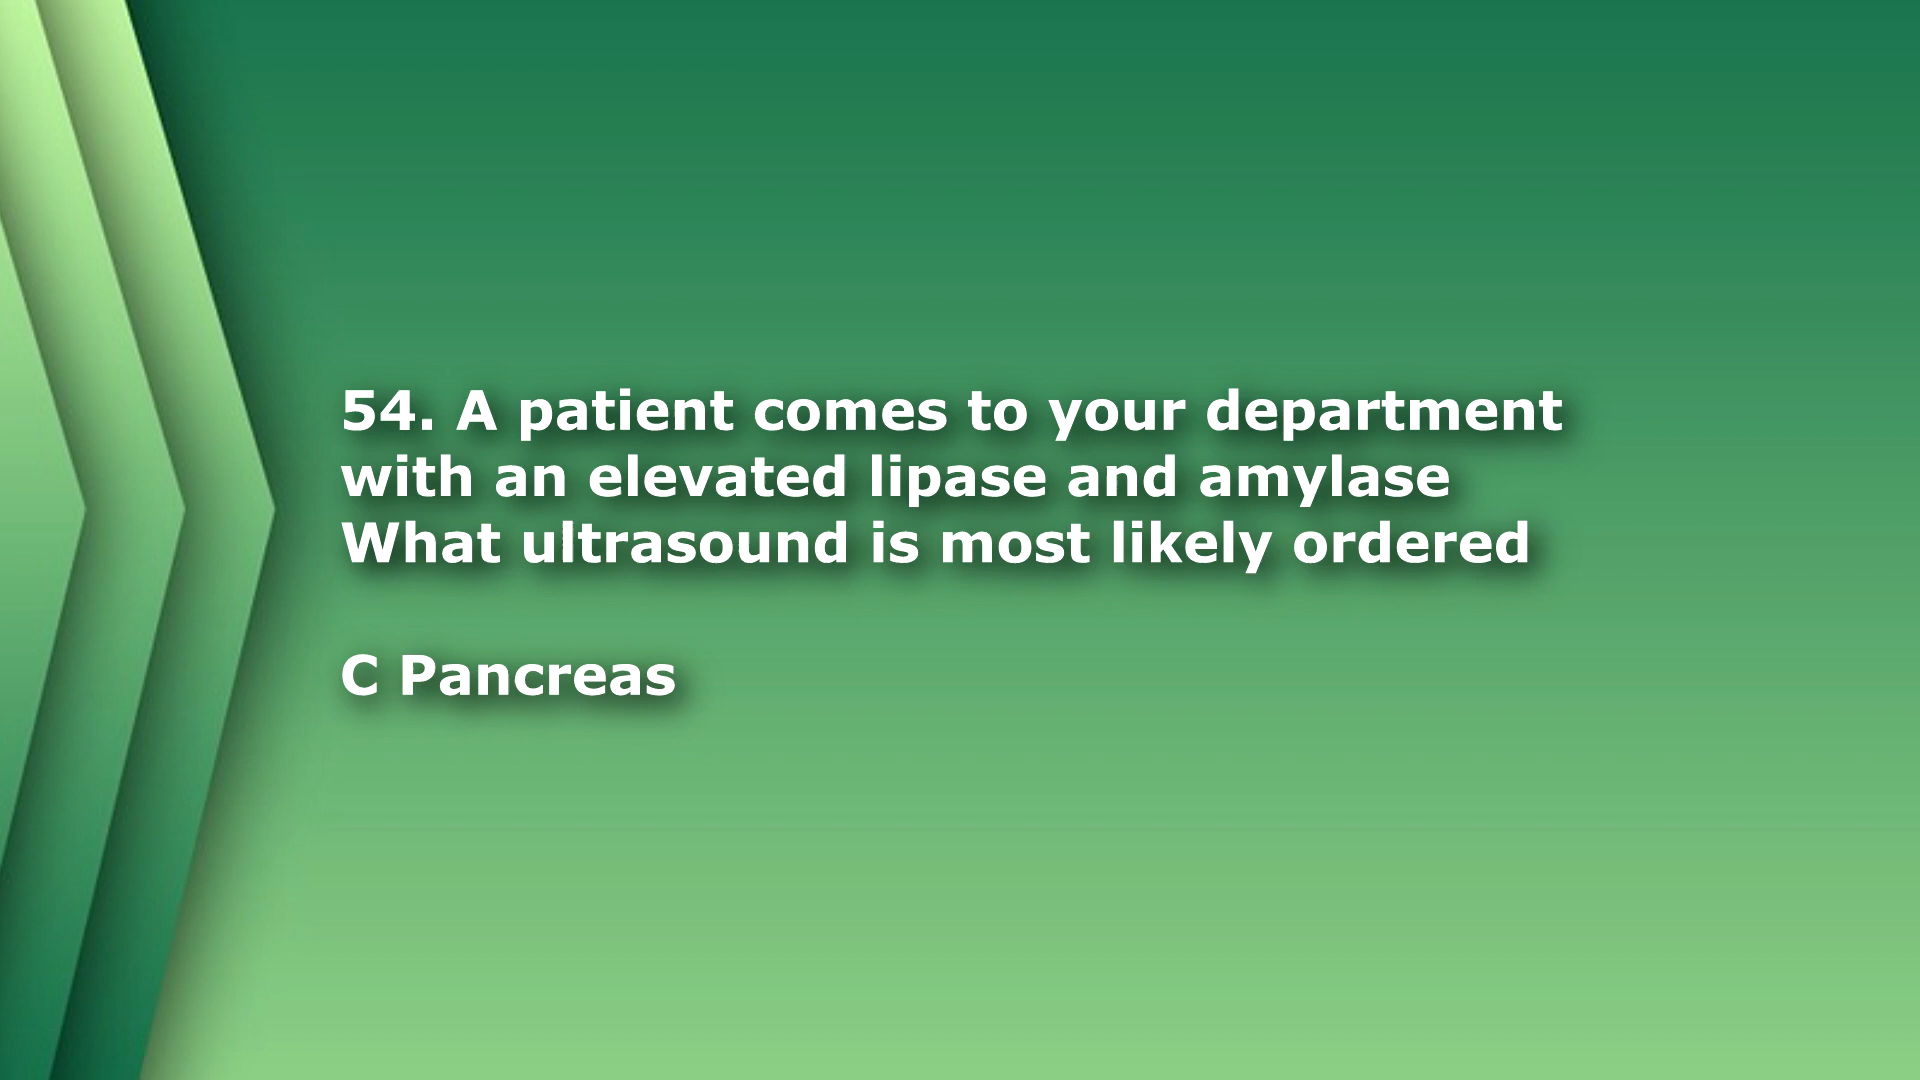 54. A patient comes to your department
with an elevated lipase and amylase
What ultrasound is most likely ordered
C Pancreas